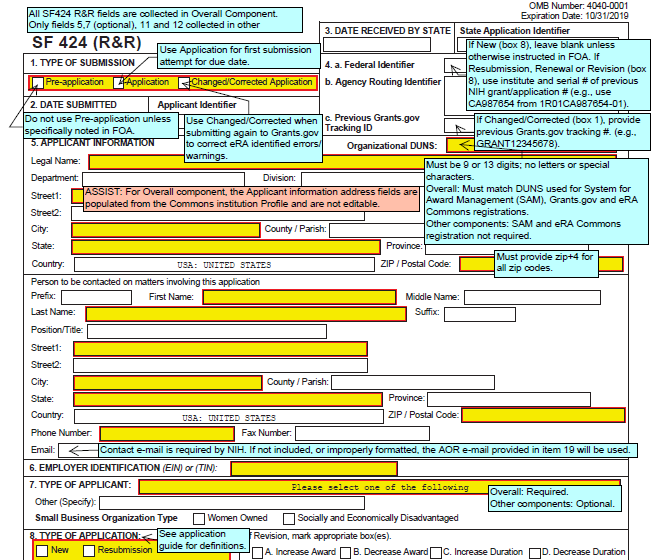 OMB Number: 4040-0001
Expiration Date: 10/31/2019
All SF424 R&R fields are collected in Overall Component.
Only fields 5,7 (optional), 11 and 12 collected in other
SF 424 (R&R)
3. DATE RECEIVED BY STATE
State Application Identifier
1. TYPE OF SUBMISSION
Use Application for first submission
attempt for due date.
4. a. Federal Identifier
If New (box 8), leave blank unless
otherwise instructed in FOA. If
Resubmission, Renewal or Revision (box
8), use institute and serial # of previous
NIH grant/application # (e.g., use
CA987654 from 1R01CA987654-01).
Pre-application
Application
Changed/Corrected Application
b. Agency Routing Identifier
2. DATE SUBMITTED
Applicant Identifier
Do not use Pre-application unless
specifically noted in FOA.
Use Changed/Corrected when
submitting again to Grants.gov
to correct eRA identified errors/
warnings.
c. Previous Grants.gov
Tracking ID
If Changed/Corrected (box 1), provide
previous Grants.gov tracking #. (e.g.,
GRANT12345678).
5. APPLICANT INFORMATION
Organizational DUNS:
Legal Name:
Must be 9 or 13 digits; no letters or special
characters.
Overall: Must match DUNS used for System for
Award Management (SAM), Grants.gov and eRA
Commons registrations.
Other components: SAM and eRA Commons
registration not required.
Department:
Division:
Street1:
ASSIST: For Overall component, the Applicant information address fields are
populated from the Commons institution Profile and are not editable.
Street2:
City:
County / Parish:
State:
Province:
Country:
USA: UNITED STATES
ZIP / Postal Code:
Must provide zip+4 for
all zip codes.
Person to be contacted on matters involving this application
Prefix:
First Name:
Middle Name:
Last Name:
Suffix:
Position/Title:
Street1:
Street2:
City:
County / Parish:
State:
Province:
Country:
USA: UNITED STATES
ZIP / Postal Code:
Phone Number:
Fax Number:
Email:
Contact e-mail is required by NIH. If not included, or improperly formatted, the AOR e-mail provided in item 19 will be used.
6. EMPLOYER IDENTIFICATION (EIN) or (TIN):
7. TYPE OF APPLICANT:
Please select one of the following
Overall: Required.
Other components: Optional.
Other (Specify):
Small Business Organization Type
Women Owned
Socially and Economically Disadvantaged
8. TYPE OF APPLICATION:
See application
guide for definitions.
f Revision, mark appropriate box(es).
New
Resubmission
A. Increase Award
B. Decrease Award
C. Increase Duration
D. Decrease Duration